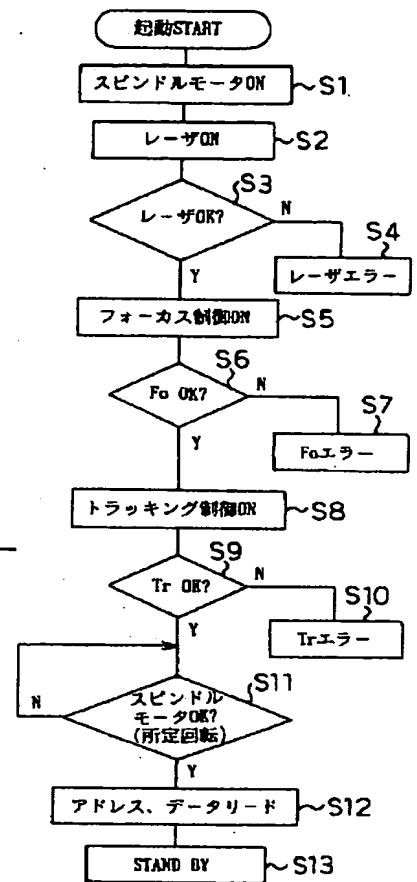 起動START
スピンドルモータON
S1
レーザON
S2
S3
レーザOK?
N
S4
レーザエラー
Y
フォーカス制御ON
S5
S6
Fo OK?
N
S7
Foエラー
Y
トラッキング制御ON
S8
S9
Tr OK?
N
S10
Trエラー
Y
S11
スピンドル
モータOK?
(所定回転)
N
Y
アドレス、データリード
S12
STAND BY
S13